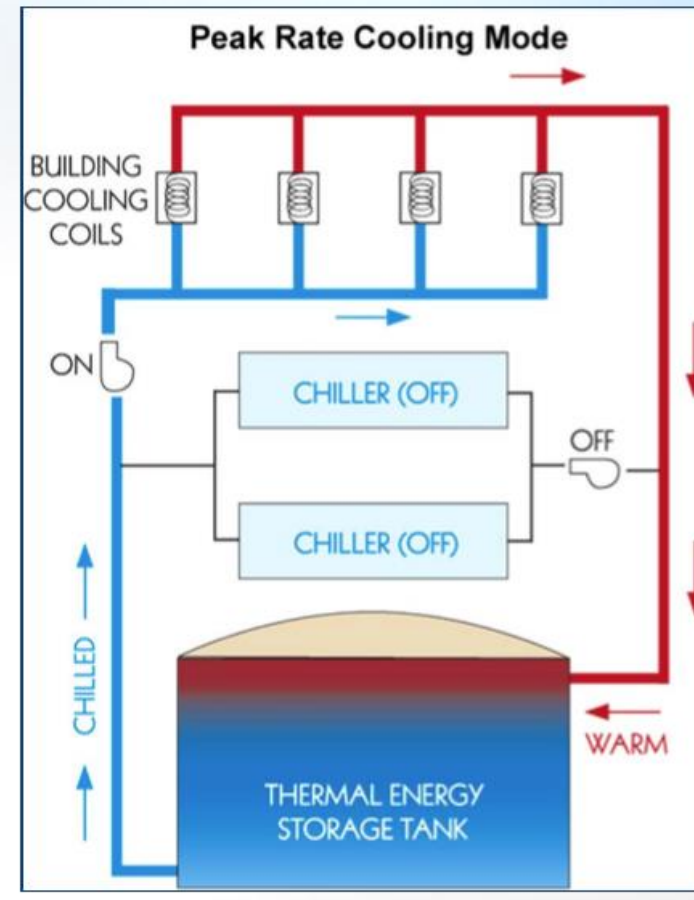 Peak Rate Cooling Mode
BUILDING
COOLING
COILS
ON
CHILLER (OFF)
OFF
CHILLER (OFF)
CHILLED
WARM
THERMAL ENERGY
STORAGE TANK